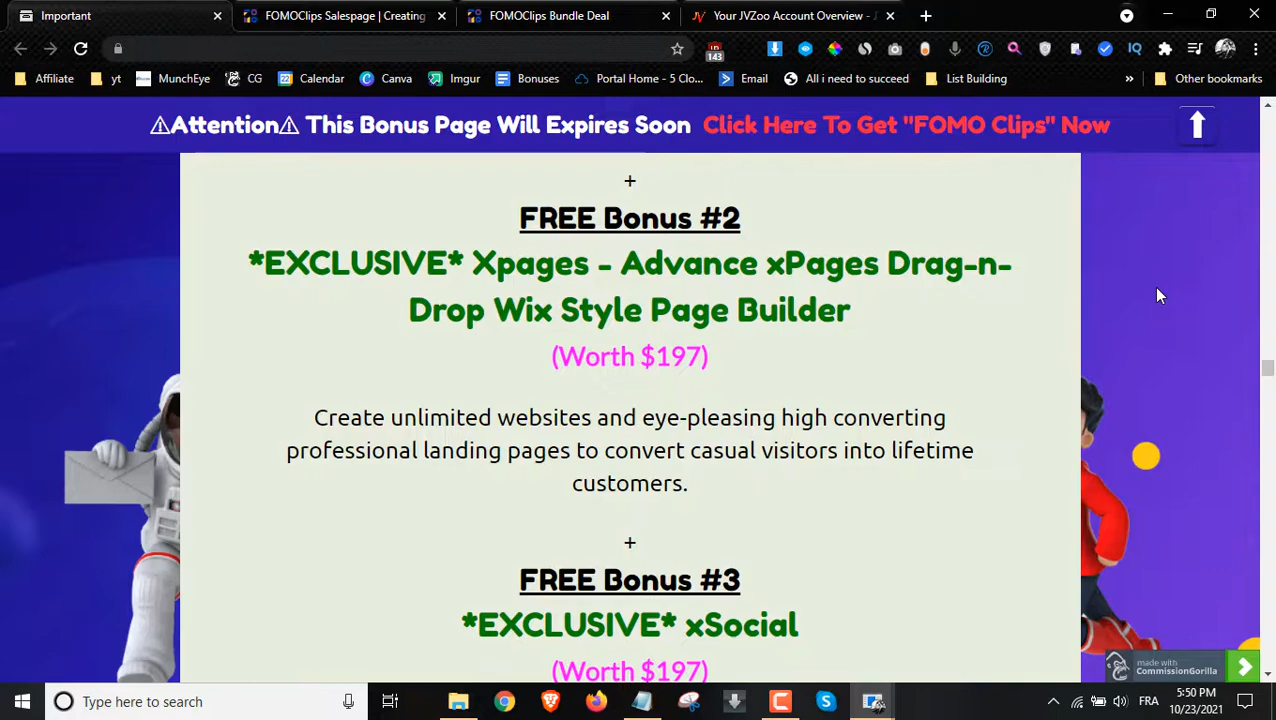 Important
FOMOClips Salespage | Creating
FOMOClips Bundle Deal
Your JVZoo Account Overview - J
143
IQ
Affiliate
yt
MunchEye
CG
Calendar
Canva
Imgur
Bonuses
Portal Home - 5 Clo...
Email
All i need to succeed
List Building
»
Other bookmarks
⚠Attention⚠ This Bonus Page Will Expires Soon Click Here To Get "FOMO Clips" Now
+
FREE Bonus #2
*EXCLUSIVE* Xpages - Advance xPages Drag-n-
Drop Wix Style Page Builder
(Worth $197)
Create unlimited websites and eye-pleasing high converting
professional landing pages to convert casual visitors into lifetime
customers.
+
FREE Bonus #3
*EXCLUSIVE* xSocial
(Worth $197)
made with
CommissionGorilla
Type here to search
FRA
5:50 PM
10/23/2021